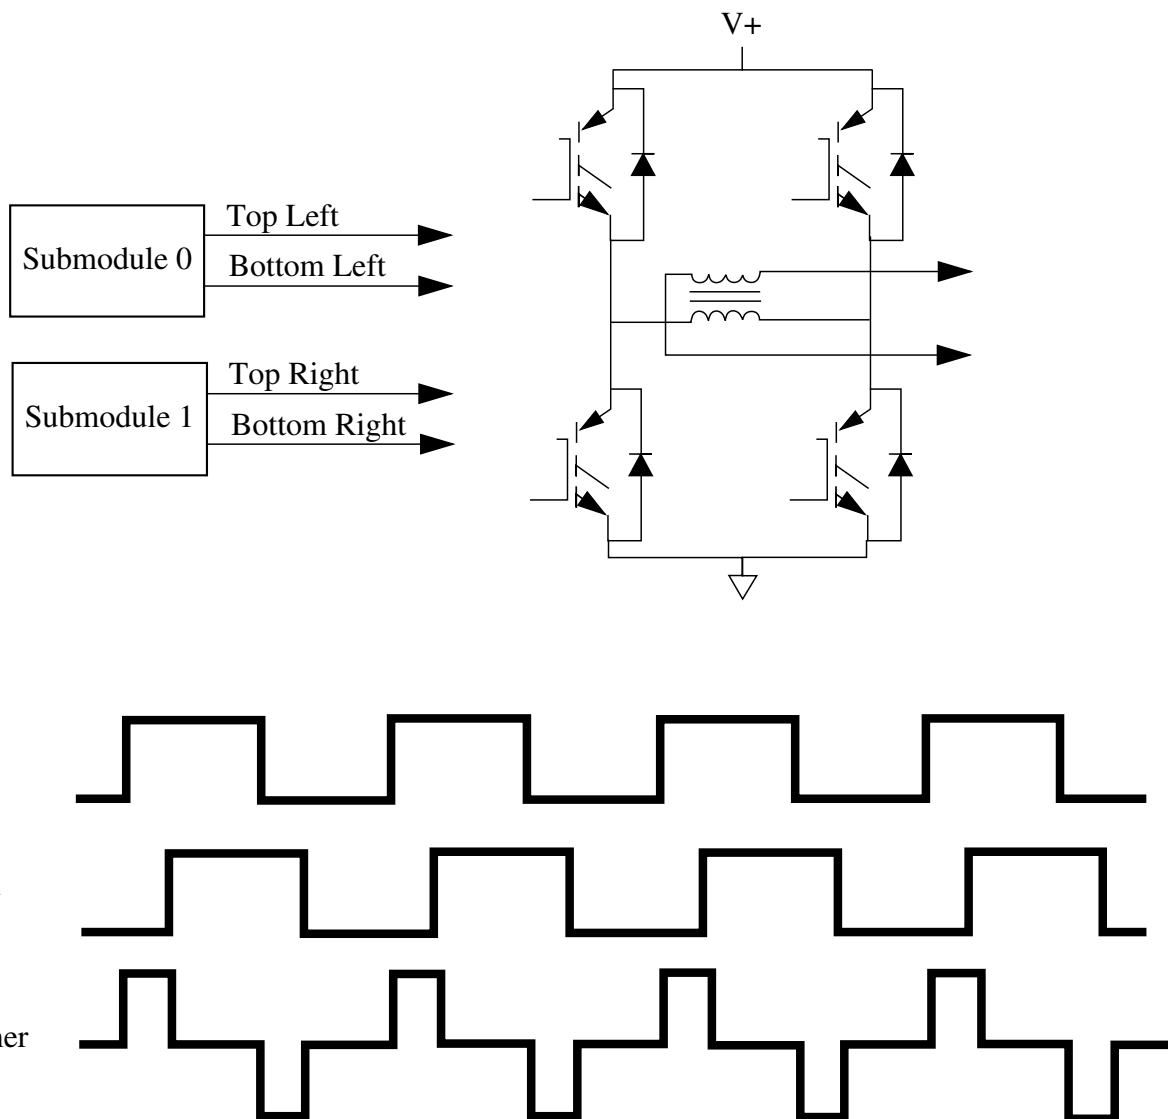 V+
Submodule 0
Top Left
Bottom Left
Submodule 1
Top Right
Bottom Right